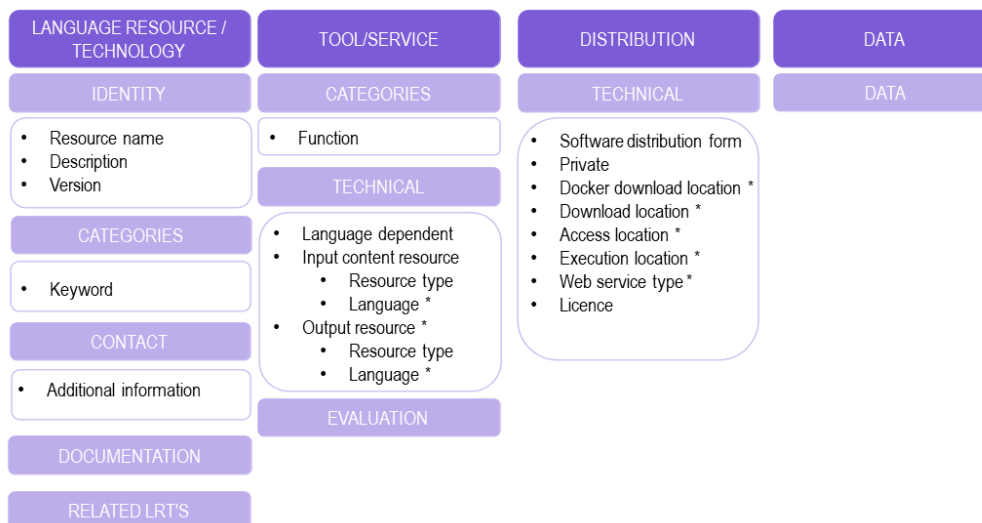 LANGUAGE RESOURCE /
TECHNOLOGY
IDENTITY
• Resource name
• Description
• Version
CATEGORIES
• Keyword
CONTACT
• Additional information
DOCUMENTATION
RELATED LRT'S
TOOL/SERVICE
CATEGORIES
• Function
TECHNICAL
• Language dependent
• Input content resource
• Resource type
• Language *
• Output resource *
• Resource type
• Language *
EVALUATION
DISTRIBUTION
TECHNICAL
• Software distribution form
• Private
• Docker download location *
• Download location *
• Access location *
• Execution location *
• Web service type *
• Licence
DATA
DATA